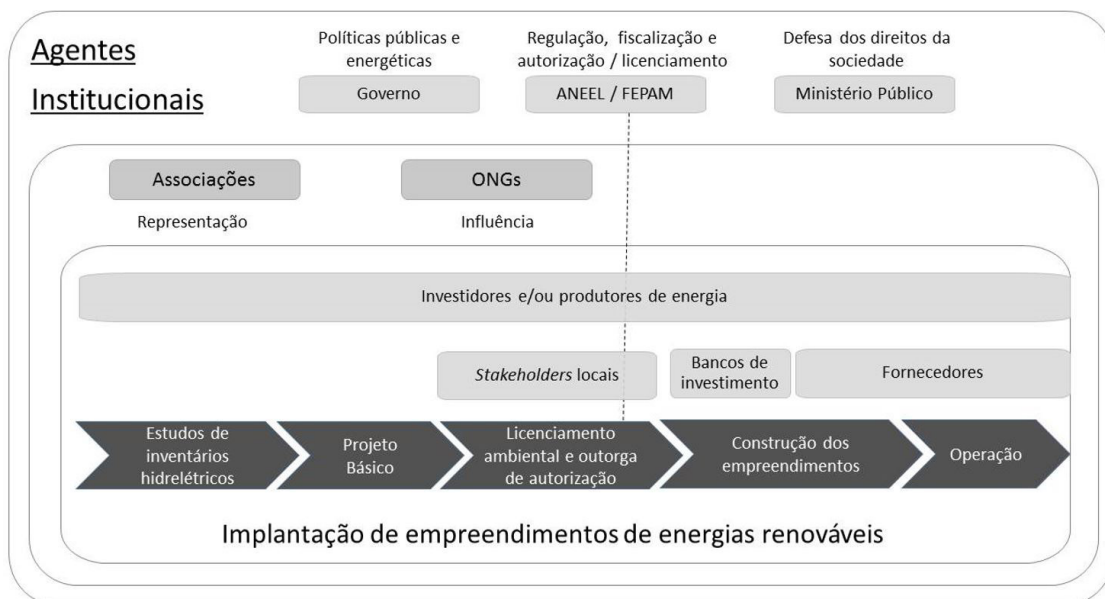 Agentes
Institucionais
Políticas públicas e
energéticas
Governo
Regulação, fiscalização e
autorização / licenciamento
ANEEL / FEPAM
Defesa dos direitos da
sociedade
Ministério Público
Associações
Representação
ONGs
Influência
Investidores e/ou produtores de energia
Stakeholders locais
Bancos de
investimento
Fornecedores
Estudos de
inventários
hidrelétricos
Projeto
Básico
Licenciamento
ambiental e outorga
de autorização
Construção dos
empreendimentos
Operação
Implantação de empreendimentos de energias renováveis